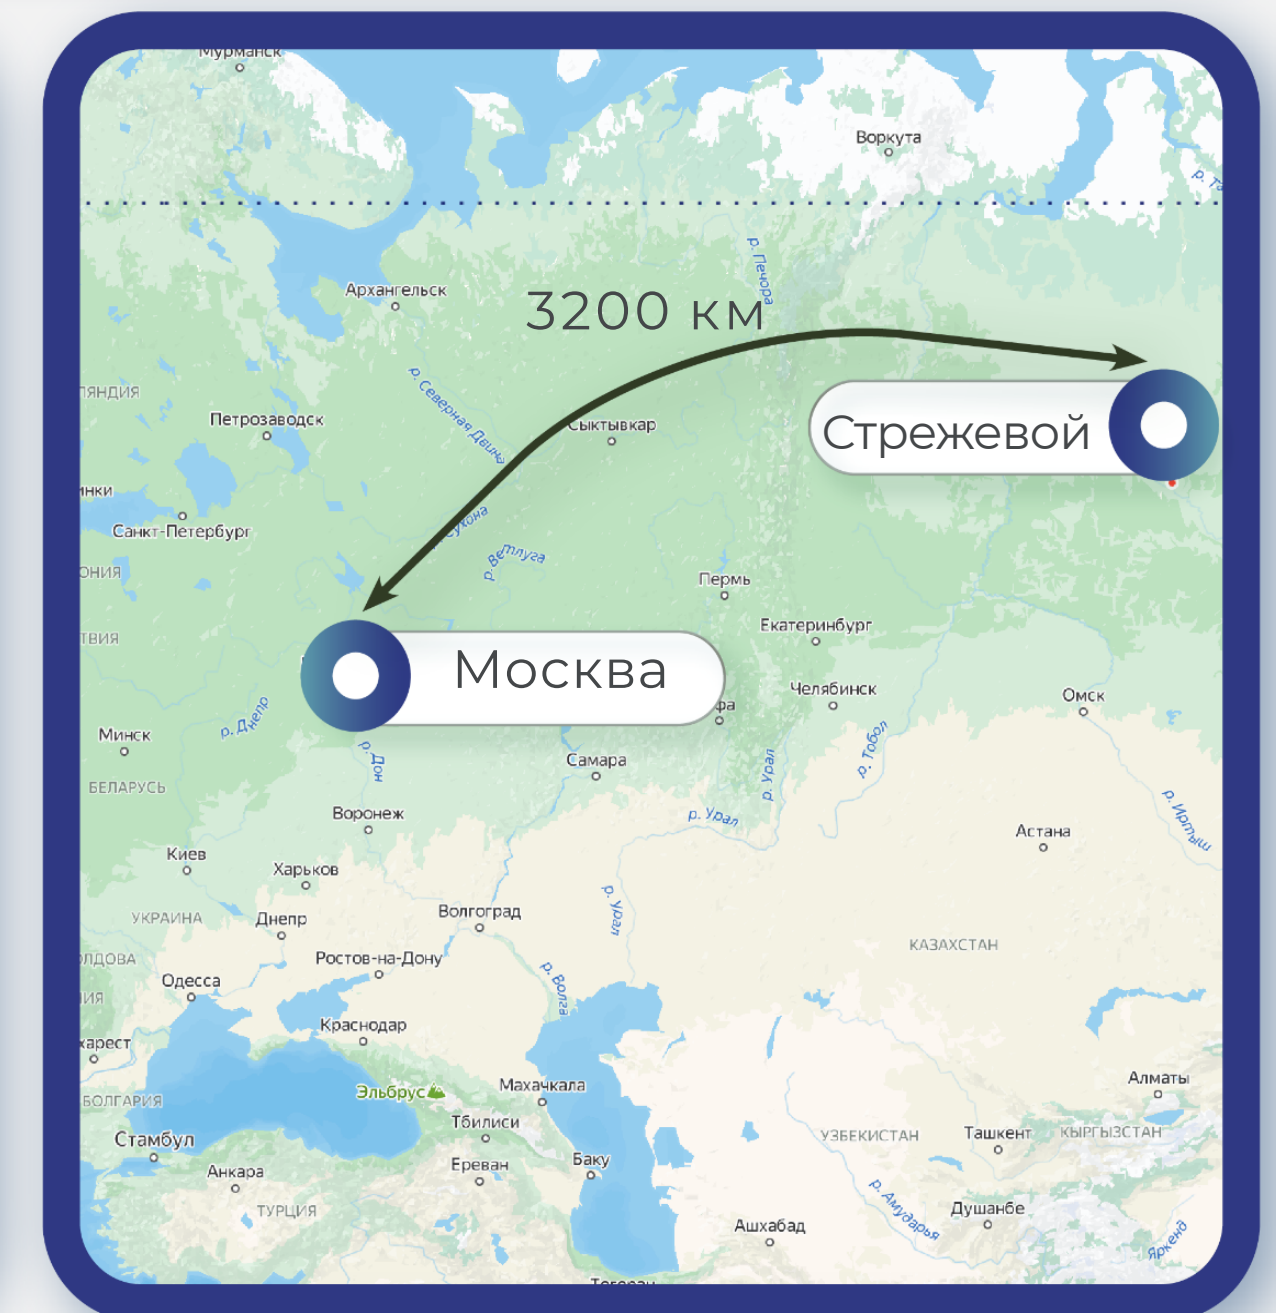 Мурманск
Воркута
р. Печора
Архангельск
3200 км
р. Северная Двина
Петрозаводск
Сыктывкар
Стрежевой
Санкт-Петербург
р. Ветлуга
Пермь
Екатеринбург
Москва
Челябинск
Омск
р. Днепр
Минск
р. Дон
Самара
р. Тобол
р. Урал
БЕЛАРУСЬ
Воронеж
р. Урал
р. Иртыш
Астана
Киев
Харьков
УКРАИНА
Днепр
Волгоград
р. Урал
Ростов-на-Дону
КАЗАХСТАН
Одесса
р. Волга
Краснодар
Эльбрус
Махачкала
Алматы
БОЛГАРИЯ
Стамбул
Тбилиси
УЗБЕКИСТАН
Ташкент
КЫРГЫЗСТАН
Анкара
Ереван
Баку
ТУРЦИЯ
р. Амударья
Душанбе
Ашхабад
Яркенд